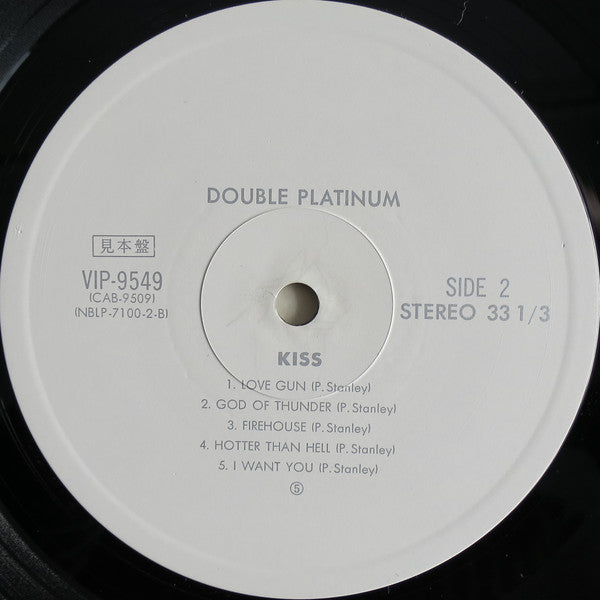 DOUBLE PLATINUM
見本盤
VIP-9549
(CAB-9509)
(NBLP-7100-2-B)
SIDE 2
STEREO 33 1/3
KISS
1. LOVE GUN (P. Stanley)
2. GOD OF THUNDER (P. Stanley)
3. FIREHOUSE (P. Stanley)
4. HOTTER THAN HELL (P. Stanley)
5. I WANT YOU (P. Stanley)
⑤